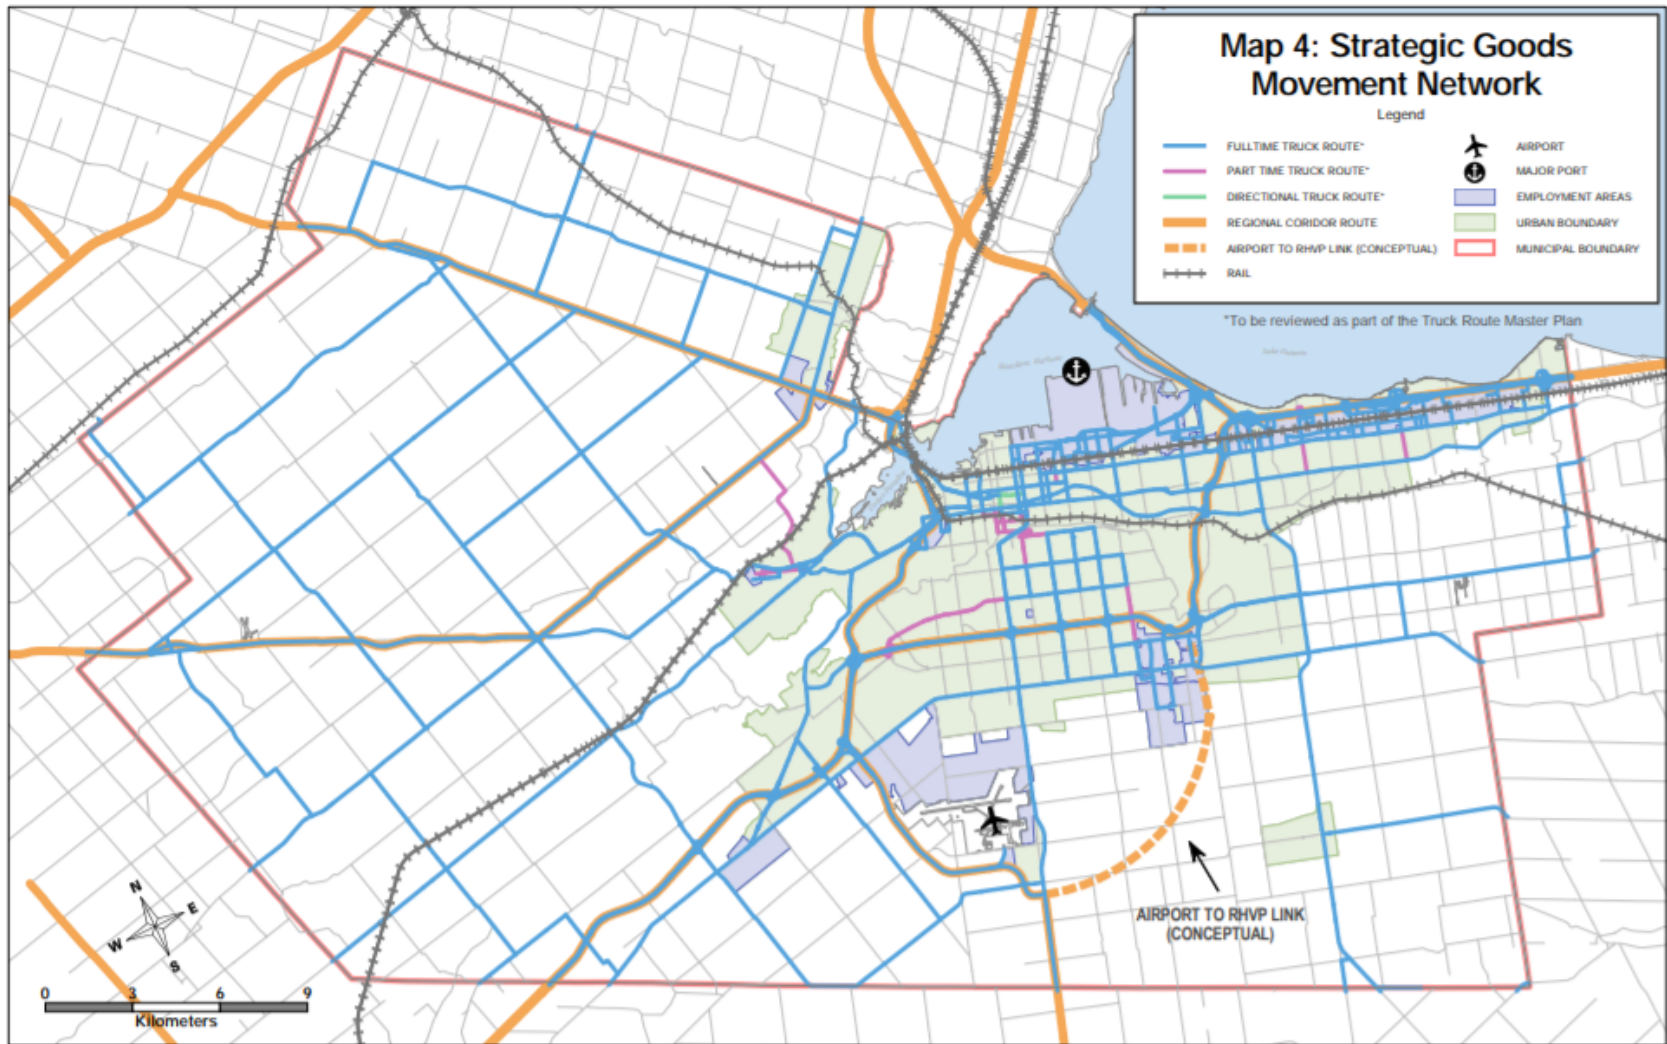 Map 4: Strategic Goods
Movement Network
Legend
FULLTIME TRUCK ROUTE*
PART TIME TRUCK ROUTE*
DIRECTIONAL TRUCK ROUTE*
REGIONAL CORIDOR ROUTE
AIRPORT TO RHVP LINK (CONCEPTUAL)
RAIL
AIRPORT
MAJOR PORT
EMPLOYMENT AREAS
URBAN BOUNDARY
MUNICIPAL BOUNDARY
*To be reviewed as part of the Truck Route Master Plan
Lake Ontario
AIRPORT TO RHVP LINK
(CONCEPTUAL)
N
E
W
S
0 3 6 9
Kilometers